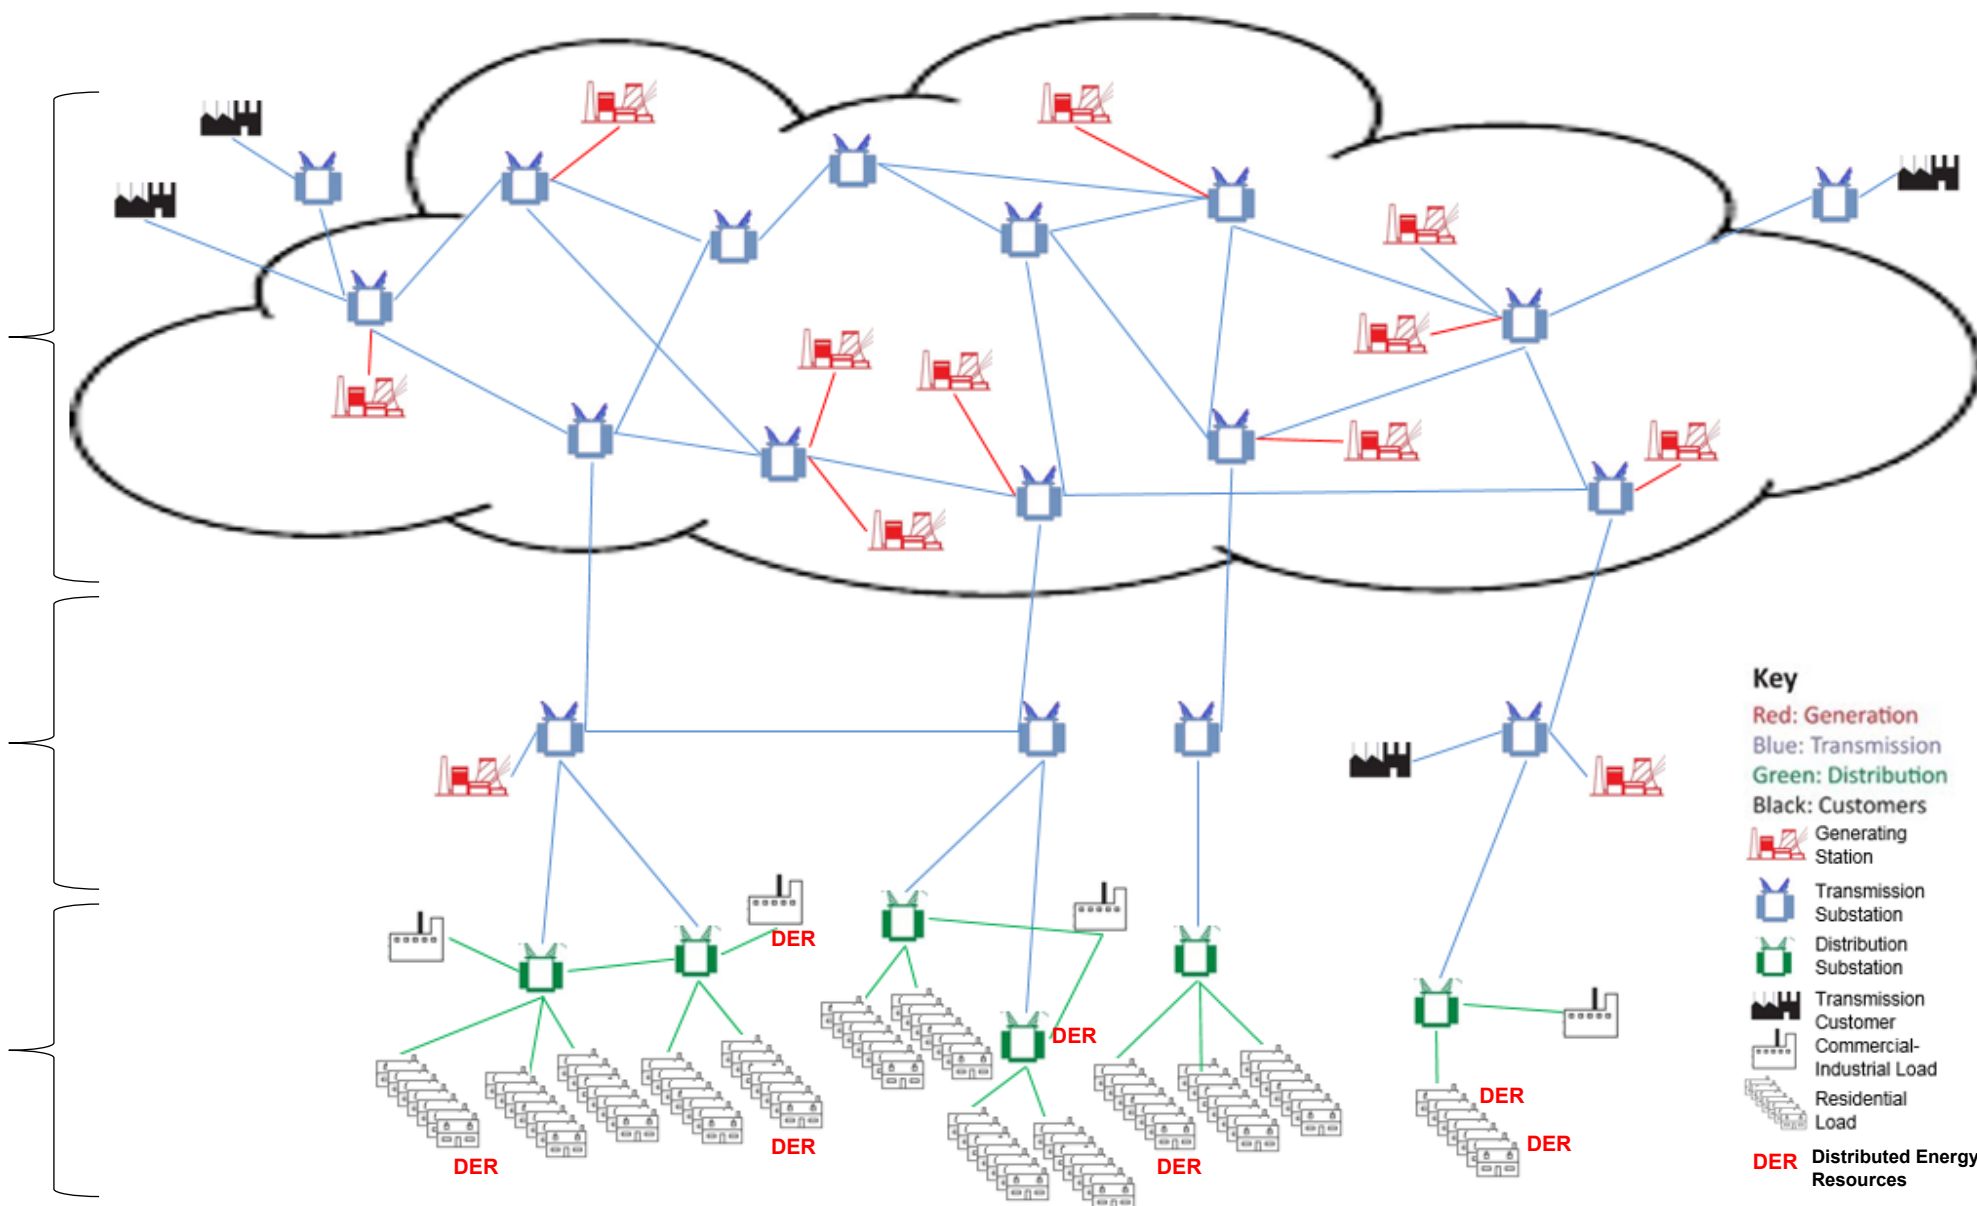 Key
Red: Generation
Blue: Transmission
Green: Distribution
Black: Customers
Generating
Station
Transmission
Substation
Distribution
Substation
Transmission
Customer
Commercial-
Industrial Load
Residential
Load
DER Distributed Energy
Resources
DER
DER
DER
DER
DER
DER
DER